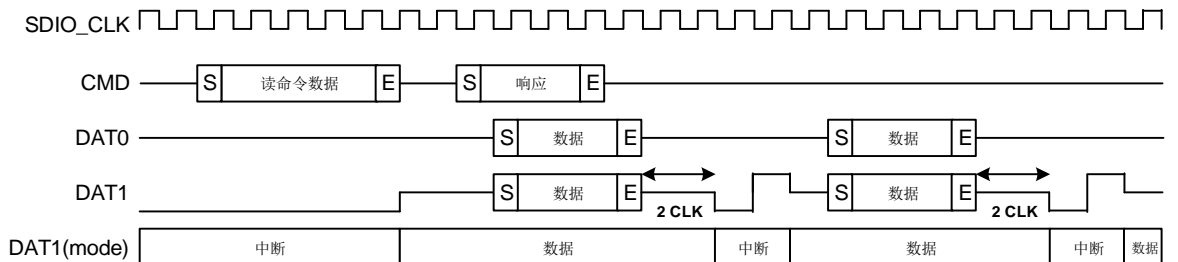 SDIO_CLK
CMD S 读命令数据 E S 响应 E
DAT0 S 数据 E S 数据 E
DAT1 S 数据 E 2 CLK S 数据 E 2 CLK
DAT1(mode) 中断 数据 中断 数据 中断 数据